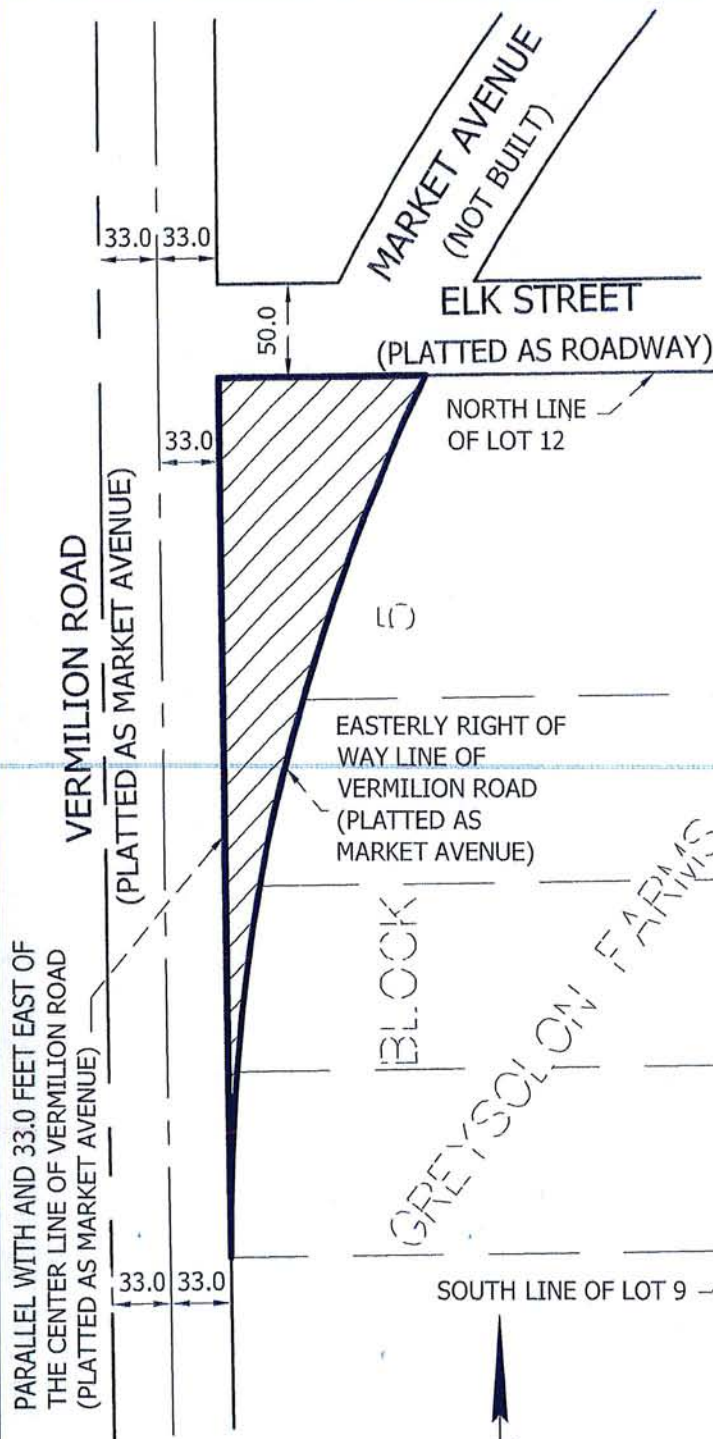 MARKET AVENUE
(NOT BUILT)
33.0 33.0
ELK STREET
50.0
(PLATTED AS ROADWAY)
NORTH LINE
OF LOT 12
33.0
VERMILION ROAD
(PLATTED AS MARKET AVENUE)
5
EASTERLY RIGHT OF
WAY LINE OF
VERMILION ROAD
(PLATTED AS
MARKET AVENUE)
BLOCK
GREYSOLON FARMS
PARALLEL WITH AND 33.0 FEET EAST OF
THE CENTER LINE OF VERMILION ROAD
(PLATTED AS MARKET AVENUE)
33.0 33.0
SOUTH LINE OF LOT 9